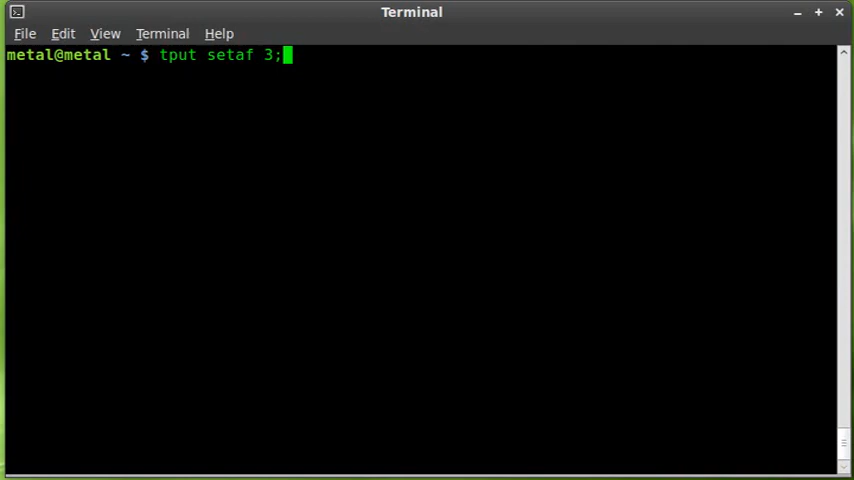 Terminal
File Edit View Terminal Help
metal@metal ~ $ tput setaf 3;